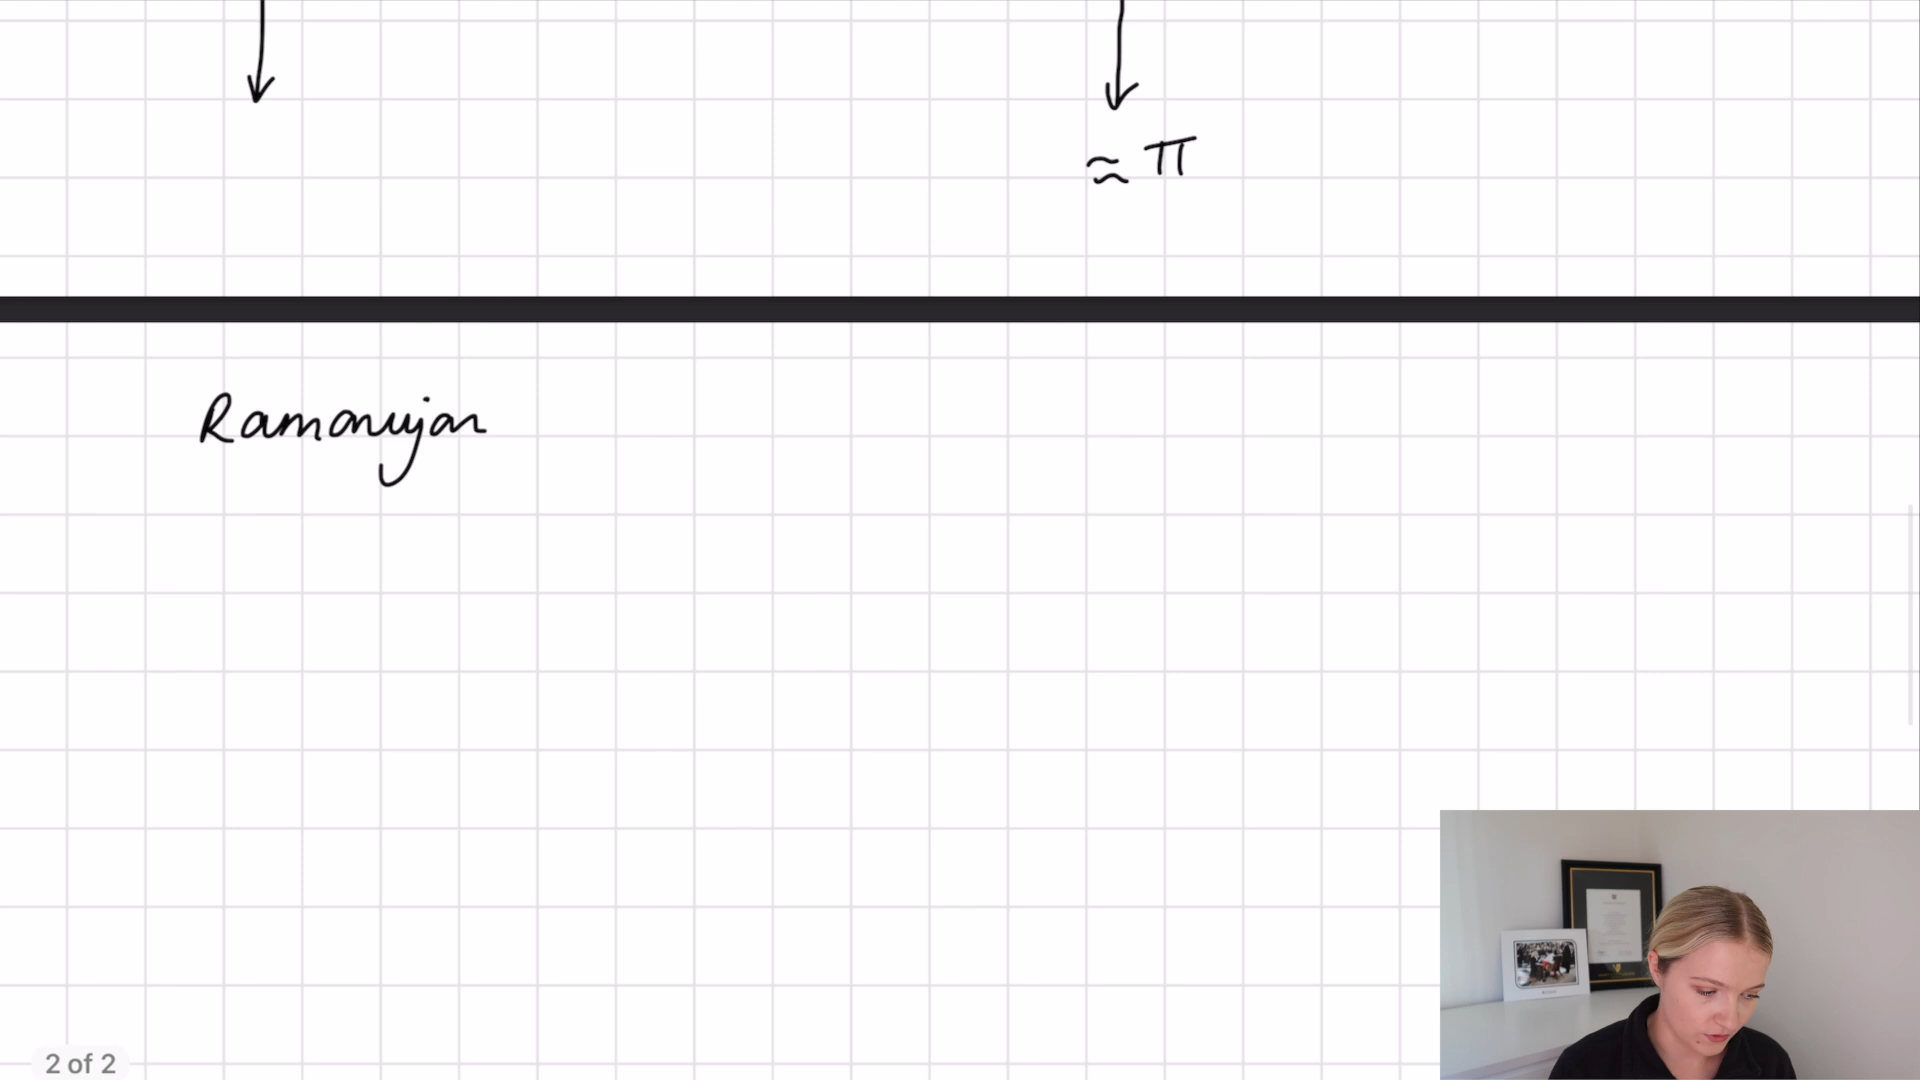 ≈ π
Ramanujan
2 of 2